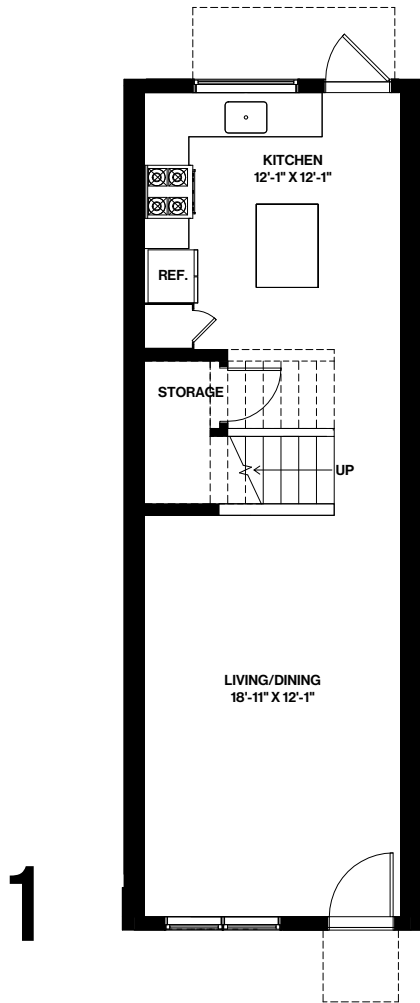 KITCHEN
12'-1" X 12'-1"
REF.
STORAGE
UP
LIVING/DINING
18'-11" X 12'-1"
1